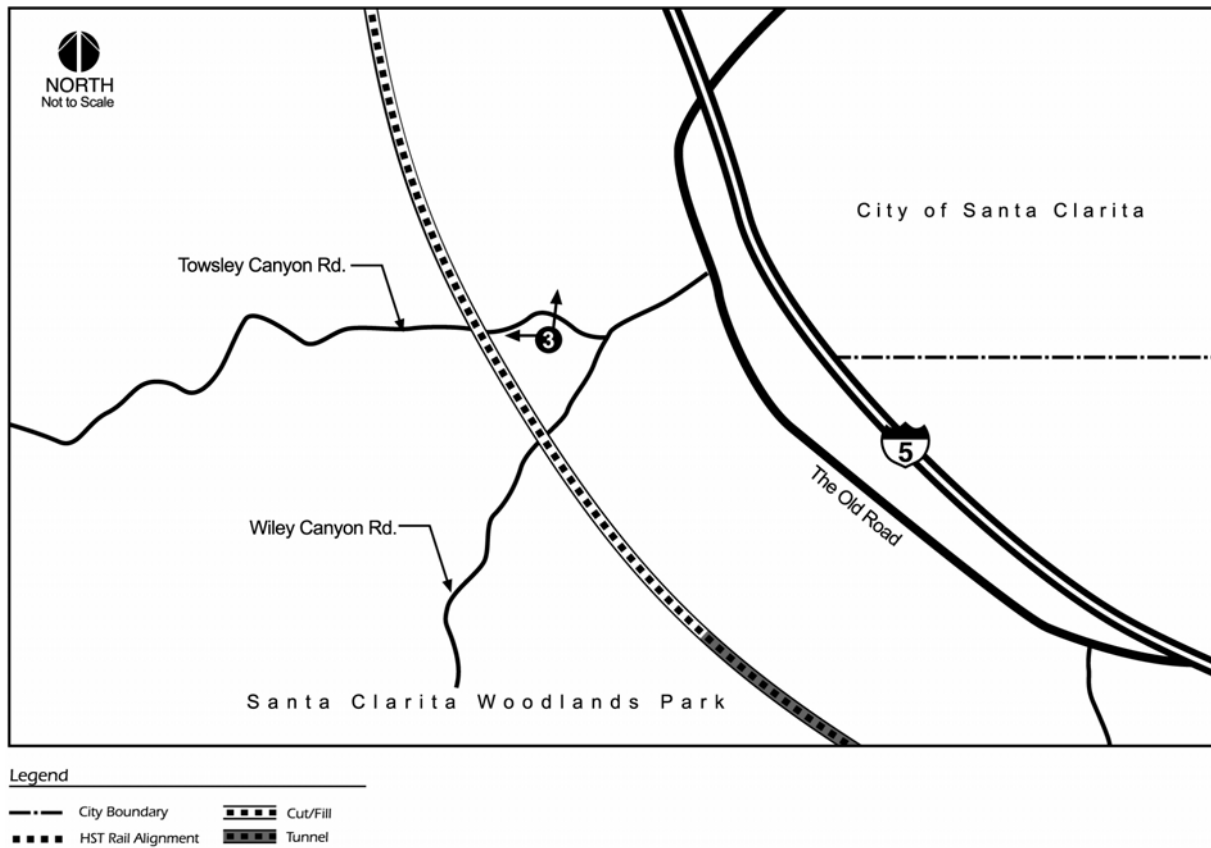 NORTH
Not to Scale
City of Santa Clarita
Towsley Canyon Rd.
3
5
The Old Road
Wiley Canyon Rd.
Santa Clarita Woodlands Park
Legend
City Boundary
Cut/Fill
HST Rail Alignment
Tunnel